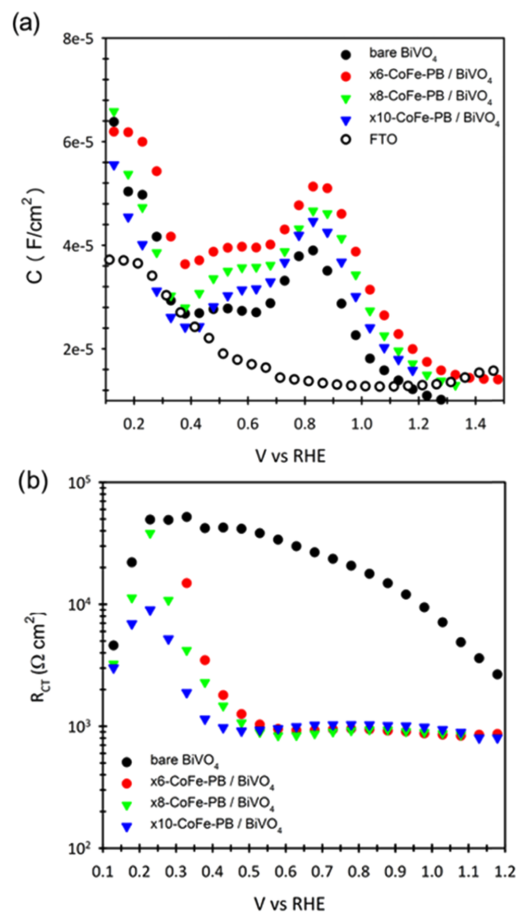 (a)
8e-5
6e-5
4e-5
2e-5
C ( F/cm²)
bare BiVO₄
x6-CoFe-PB / BiVO₄
x8-CoFe-PB / BiVO₄
x10-CoFe-PB / BiVO₄
FTO
0.2 0.4 0.6 0.8 1.0 1.2 1.4
V vs RHE
(b)
10⁵
10⁴
10³
10²
R_CT (Ω cm²)
bare BiVO₄
x6-CoFe-PB / BiVO₄
x8-CoFe-PB / BiVO₄
x10-CoFe-PB / BiVO₄
0.1 0.2 0.3 0.4 0.5 0.6 0.7 0.8 0.9 1.0 1.1 1.2
V vs RHE